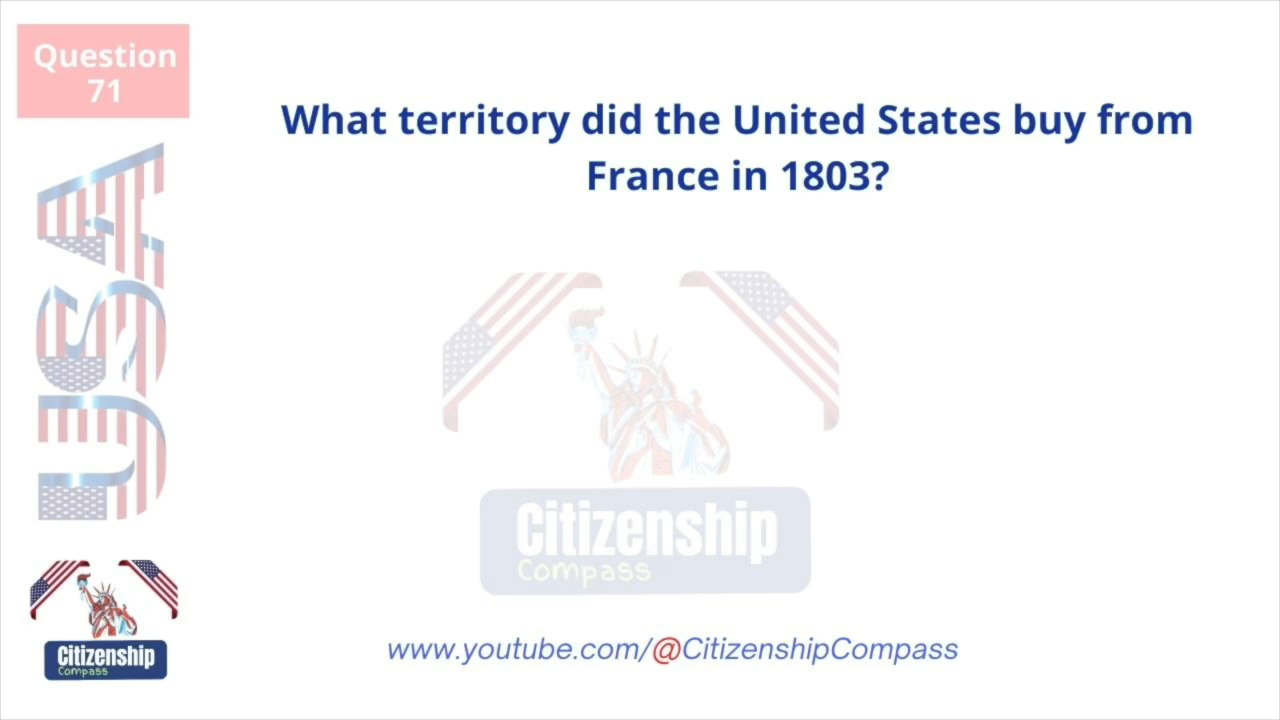 Question
71
What territory did the United States buy from
France in 1803?
USA
Citizenship
Compass
Citizenship
Compass
www.youtube.com/@CitizenshipCompass